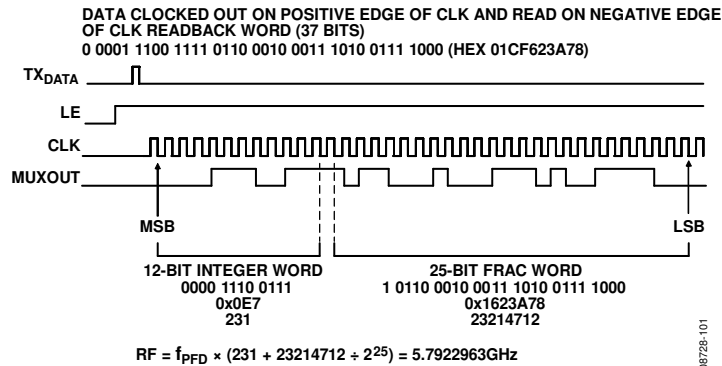 DATA CLOCKED OUT ON POSITIVE EDGE OF CLK AND READ ON NEGATIVE EDGE
OF CLK READBACK WORD (37 BITS)
0 0001 1100 1111 0110 0010 0011 1010 0111 1000 (HEX 01CF623A78)
TXDATA
LE
CLK
MUXOUT
MSB LSB
12-BIT INTEGER WORD 25-BIT FRAC WORD
0000 1110 0111 1 0110 0010 0011 1010 0111 1000
0x0E7 0x1623A78
231 23214712
RF = fPFD × (231 + 23214712 ÷ 2^25) = 5.7922963GHz
08728-101